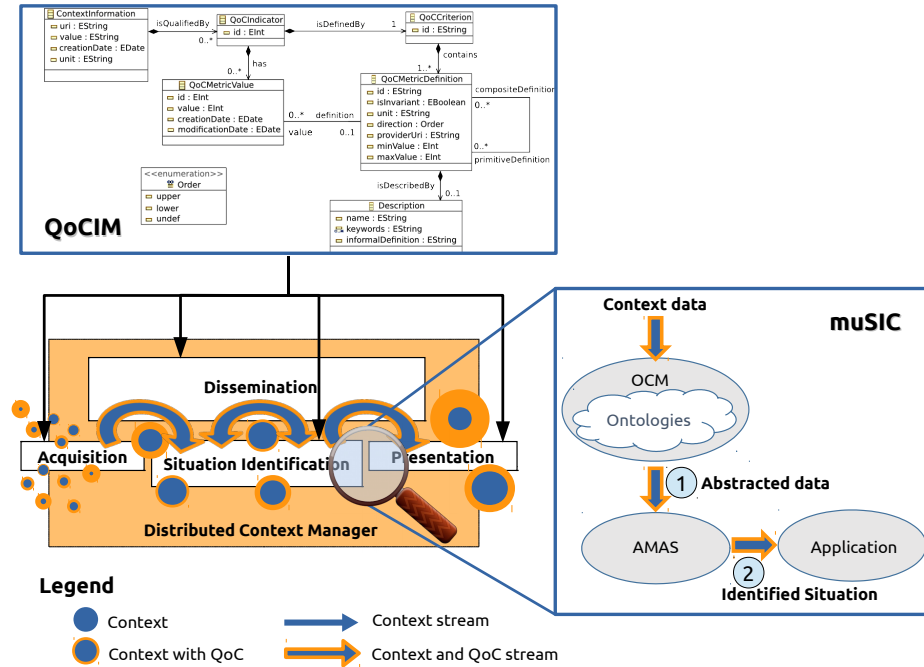 ContextInformation
uri : EString
value : EString
creationDate : EDate
unit : EString
isQualifiedBy
0..*
QoCIndicator
id : EInt
isDefinedBy
1
QoCCriterion
id : EString
has
0..*
contains
1..*
QoCMetricValue
id : EInt
value : EInt
creationDate : EDate
modificationDate : EDate
0..*
definition
value
0..1
QoCMetricDefinition
id : EString
isInvariant : EBoolean
unit : EString
direction : Order
providerUri : EString
minValue : EInt
maxValue : EInt
compositeDefinition
0..*
0..*
primitiveDefinition
<<enumeration>>
Order
upper
lower
undef
isDescribedBy
0..1
Description
name : EString
keywords : EString
informalDefinition : EString
QoCIM
Dissemination
Acquisition
Situation Identification
Presentation
Distributed Context Manager
muSIC
Context data
OCM
Ontologies
1
Abstracted data
AMAS
2
Application
Identified Situation
Legend
Context
Context stream
Context with QoC
Context and QoC stream